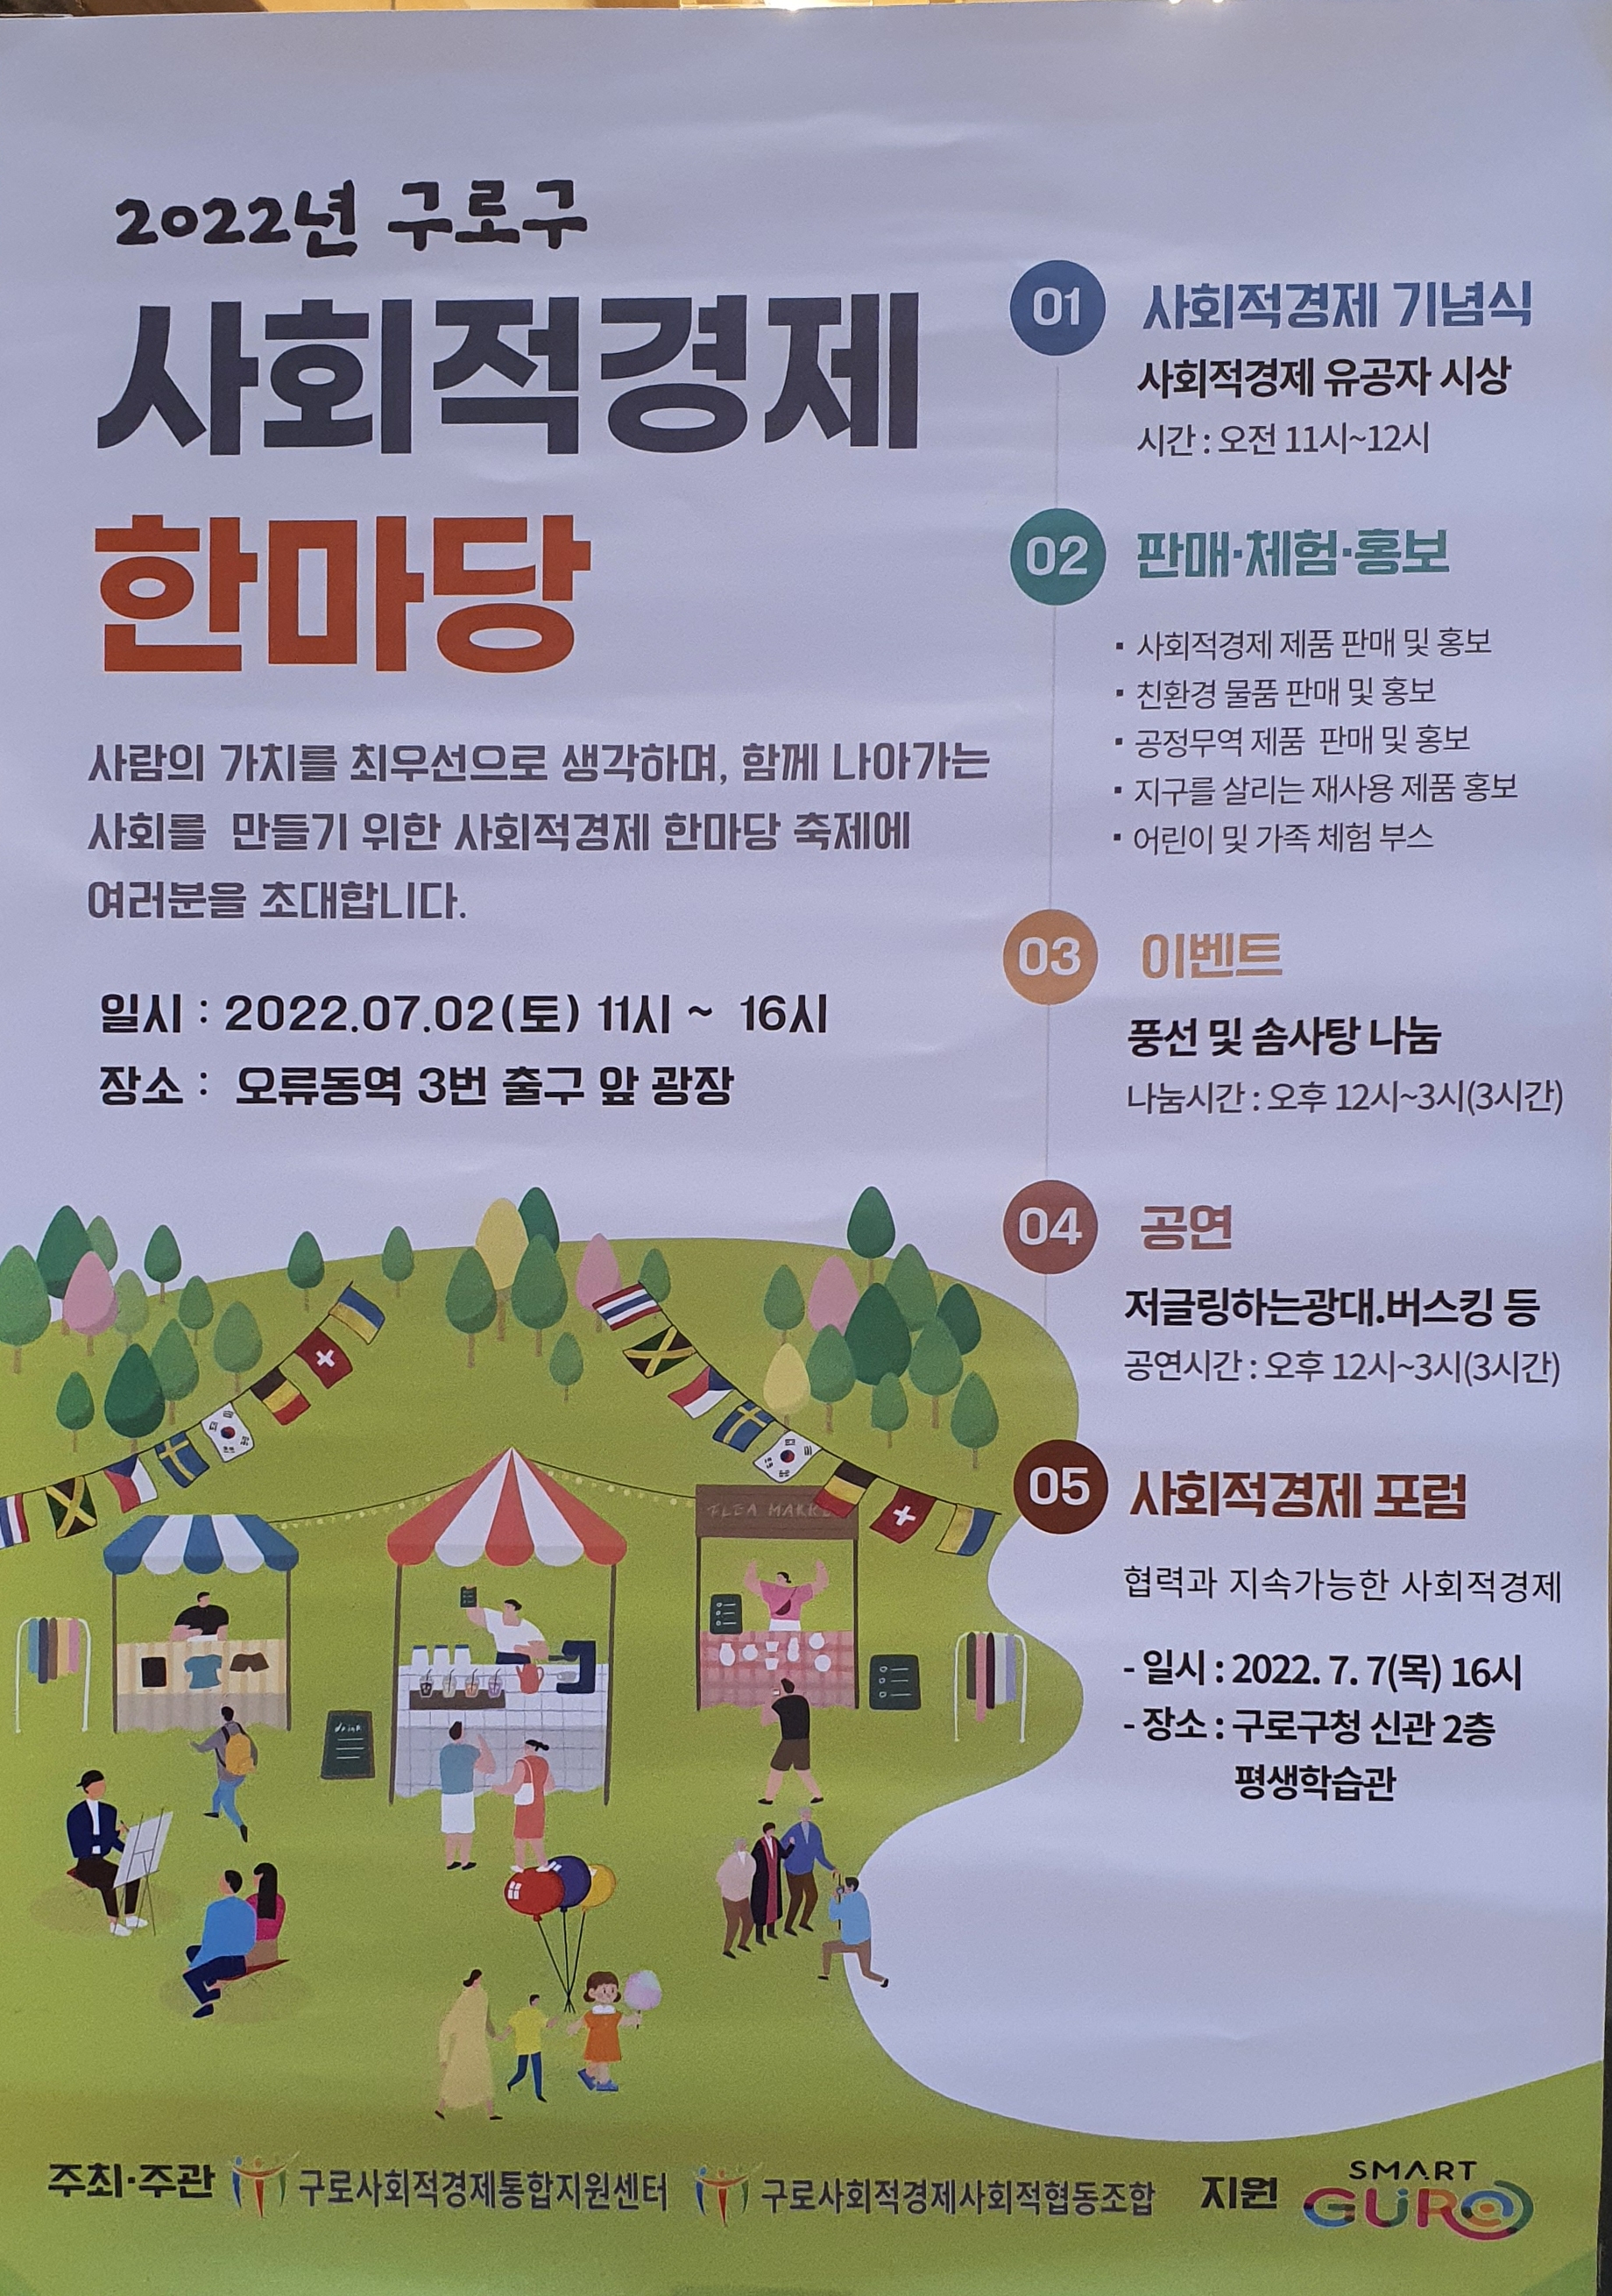 2022년 구로구
사회적경제
한마당
사람의 가치를 최우선으로 생각하며, 함께 나아가는
사회를 만들기 위한 사회적경제 한마당 축제에
여러분을 초대합니다.
일시 : 2022.07.02(토) 11시 ~ 16시
장소 : 오류동역 3번 출구 앞 광장
01 사회적경제 기념식
사회적경제 유공자 시상
시간 : 오전 11시~12시
02 판매·체험·홍보
▪ 사회적경제 제품 판매 및 홍보
▪ 친환경 물품 판매 및 홍보
▪ 공정무역 제품 판매 및 홍보
▪ 지구를 살리는 재사용 제품 홍보
▪ 어린이 및 가족 체험 부스
03 이벤트
풍선 및 솜사탕 나눔
나눔시간 : 오후 12시~3시(3시간)
04 공연
저글링하는광대.버스킹 등
공연시간 : 오후 12시~3시(3시간)
05 사회적경제 포럼
협력과 지속가능한 사회적경제
- 일시 : 2022. 7. 7(목) 16시
- 장소 : 구로구청 신관 2층
평생학습관
FLEA
주최·주관 구로사회적경제통합지원센터 구로사회적경제사회적협동조합 지원 SMART
GURO